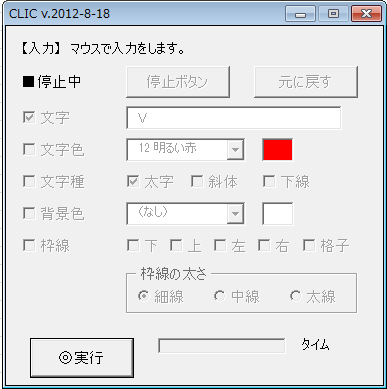 CLIC v.2012-8-18
【入力】 マウスで入力をします。
■停止中 停止ボタン 元に戻す
文字 V
文字色 12 明るい赤
文字種 太字 斜体 下線
背景色 (なし)
枠線 下 上 左 右 格子
枠線の太さ
細線 中線 太線
◎実行 タイム